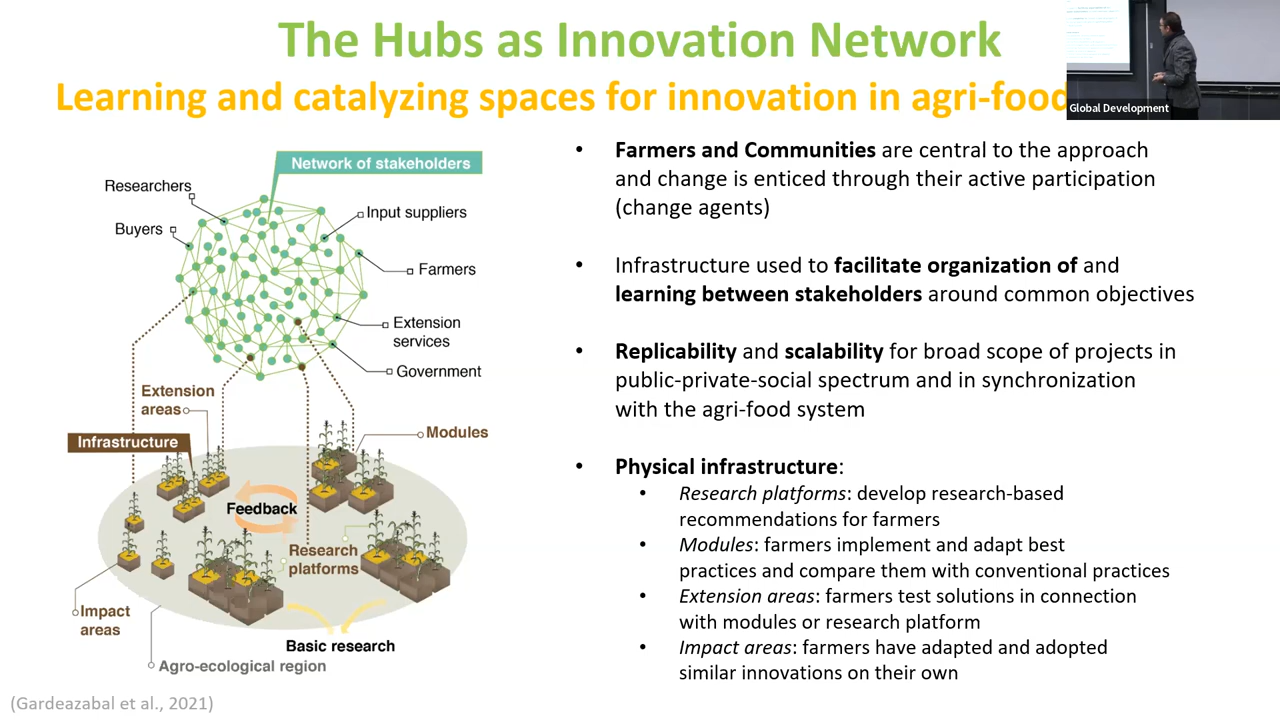 The Hubs as Innovation Network
Learning and catalyzing spaces for innovation in agri-food
Global Development
Network of stakeholders
Researchers
Buyers
Input suppliers
Farmers
Extension
services
Government
Extension
areas
Infrastructure
Modules
Feedback
Research
platforms
Impact
areas
Basic research
Agro-ecological region
(Gardeazabal et al., 2021)
• Farmers and Communities are central to the approach
and change is enticed through their active participation
(change agents)
• Infrastructure used to facilitate organization of and
learning between stakeholders around common objectives
• Replicability and scalability for broad scope of projects in
public-private-social spectrum and in synchronization
with the agri-food system
• Physical infrastructure:
• Research platforms: develop research-based
recommendations for farmers
• Modules: farmers implement and adapt best
practices and compare them with conventional practices
• Extension areas: farmers test solutions in connection
with modules or research platform
• Impact areas: farmers have adapted and adopted
similar innovations on their own